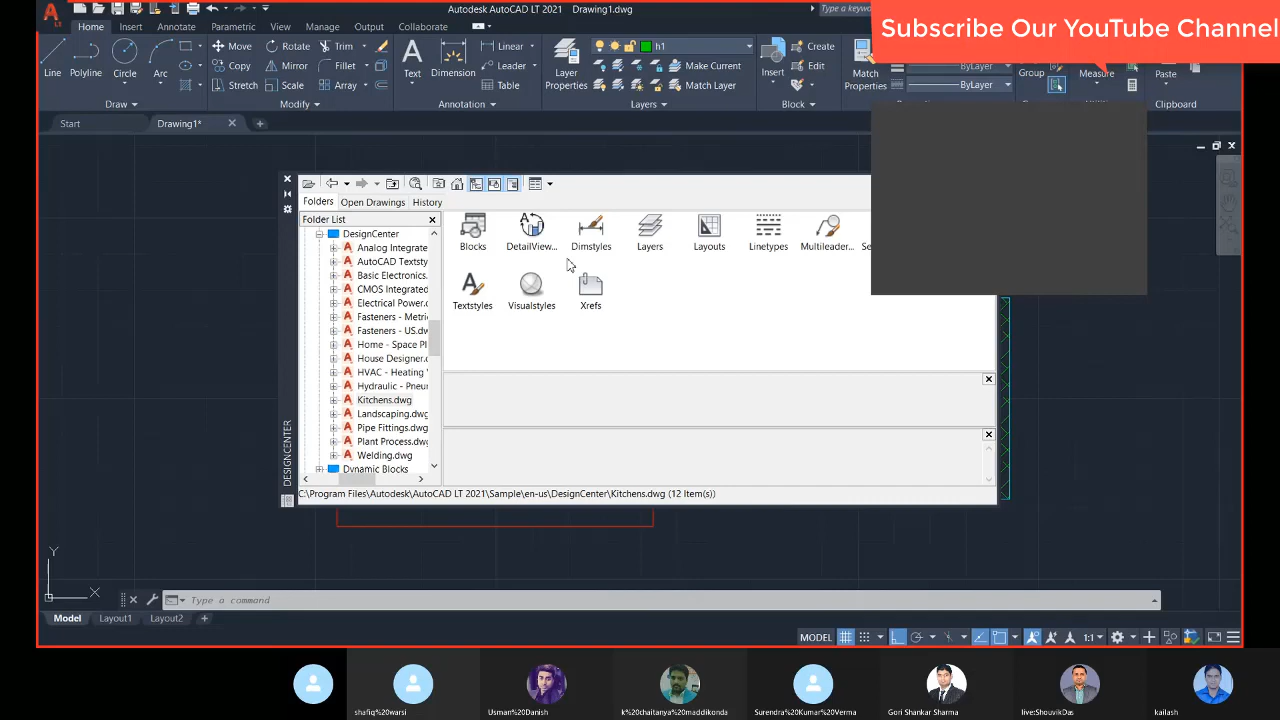 Autodesk AutoCAD LT 2021 Drawing1.dwg
Type a keyw
Subscribe Our YouTube Channel
LT
Home Insert Annotate Parametric View Manage Output Collaborate
Line Polyline Circle Arc
Move Rotate Trim
Copy Mirror Fillet
Stretch Scale Array
Text Dimension
Linear
Leader
Table
Layer Properties
h1
Make Current
Match Layer
Insert
Create
Edit
Match Properties
ByLayer
ByLayer
Group
Measure
Paste
Draw Modify Annotation Layers Block Clipboard
Start Drawing1*
Folders Open Drawings History
Folder List
DesignCenter
Analog Integrate
AutoCAD Textsty
Basic Electronics.
CMOS Integrated
Electrical Power.c
Fasteners - Metric
Fasteners - US.dw
Home - Space Pl
House Designer.c
HVAC - Heating
Hydraulic - Pneur
Kitchens.dwg
Landscaping.dwg
Pipe Fittings.dwg
Plant Process.dwg
Welding.dwg
Dynamic Blocks
Blocks DetailView... Dimstyles Layers Layouts Linetypes Multileader... Se
Textstyles Visualstyles Xrefs
DESIGNCENTER
C:\Program Files\Autodesk\AutoCAD LT 2021\Sample\en-us\DesignCenter\Kitchens.dwg (12 Item(s))
Y
X
Type a command
Model Layout1 Layout2
MODEL 1:1
shafiq%20warsi Usman%20Danish k%20chaitanya%20maddikonda Surendra%20Kumar%20Verma Gori Shankar Sharma live:ShouvikDas kailash